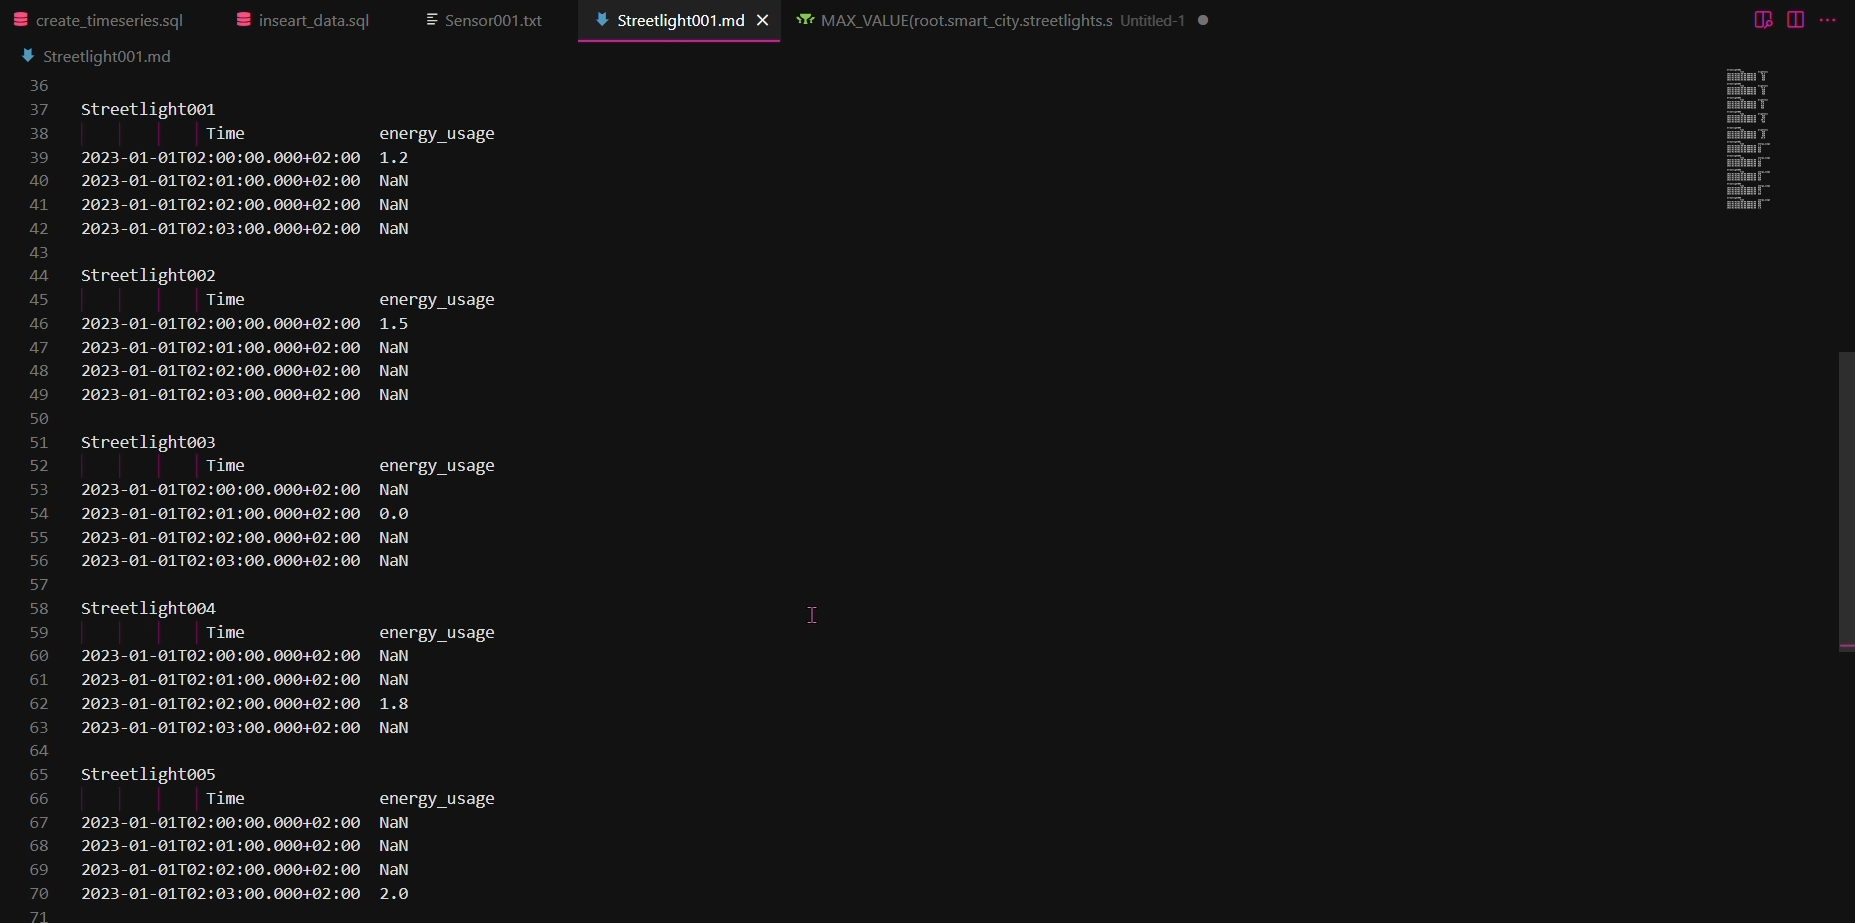 create_timeseries.sql inseart_data.sql Sensor001.txt Streetlight001.md MAX_VALUE(root.smart_city.streetlights.s Untitled-1
Streetlight001.md
36
37 Streetlight001
38 Time energy_usage
39 2023-01-01T02:00:00.000+02:00 1.2
40 2023-01-01T02:01:00.000+02:00 NaN
41 2023-01-01T02:02:00.000+02:00 NaN
42 2023-01-01T02:03:00.000+02:00 NaN
43
44 Streetlight002
45 Time energy_usage
46 2023-01-01T02:00:00.000+02:00 1.5
47 2023-01-01T02:01:00.000+02:00 NaN
48 2023-01-01T02:02:00.000+02:00 NaN
49 2023-01-01T02:03:00.000+02:00 NaN
50
51 Streetlight003
52 Time energy_usage
53 2023-01-01T02:00:00.000+02:00 NaN
54 2023-01-01T02:01:00.000+02:00 0.0
55 2023-01-01T02:02:00.000+02:00 NaN
56 2023-01-01T02:03:00.000+02:00 NaN
57
58 Streetlight004
59 Time energy_usage
60 2023-01-01T02:00:00.000+02:00 NaN
61 2023-01-01T02:01:00.000+02:00 NaN
62 2023-01-01T02:02:00.000+02:00 1.8
63 2023-01-01T02:03:00.000+02:00 NaN
64
65 Streetlight005
66 Time energy_usage
67 2023-01-01T02:00:00.000+02:00 NaN
68 2023-01-01T02:01:00.000+02:00 NaN
69 2023-01-01T02:02:00.000+02:00 NaN
70 2023-01-01T02:03:00.000+02:00 2.0
71